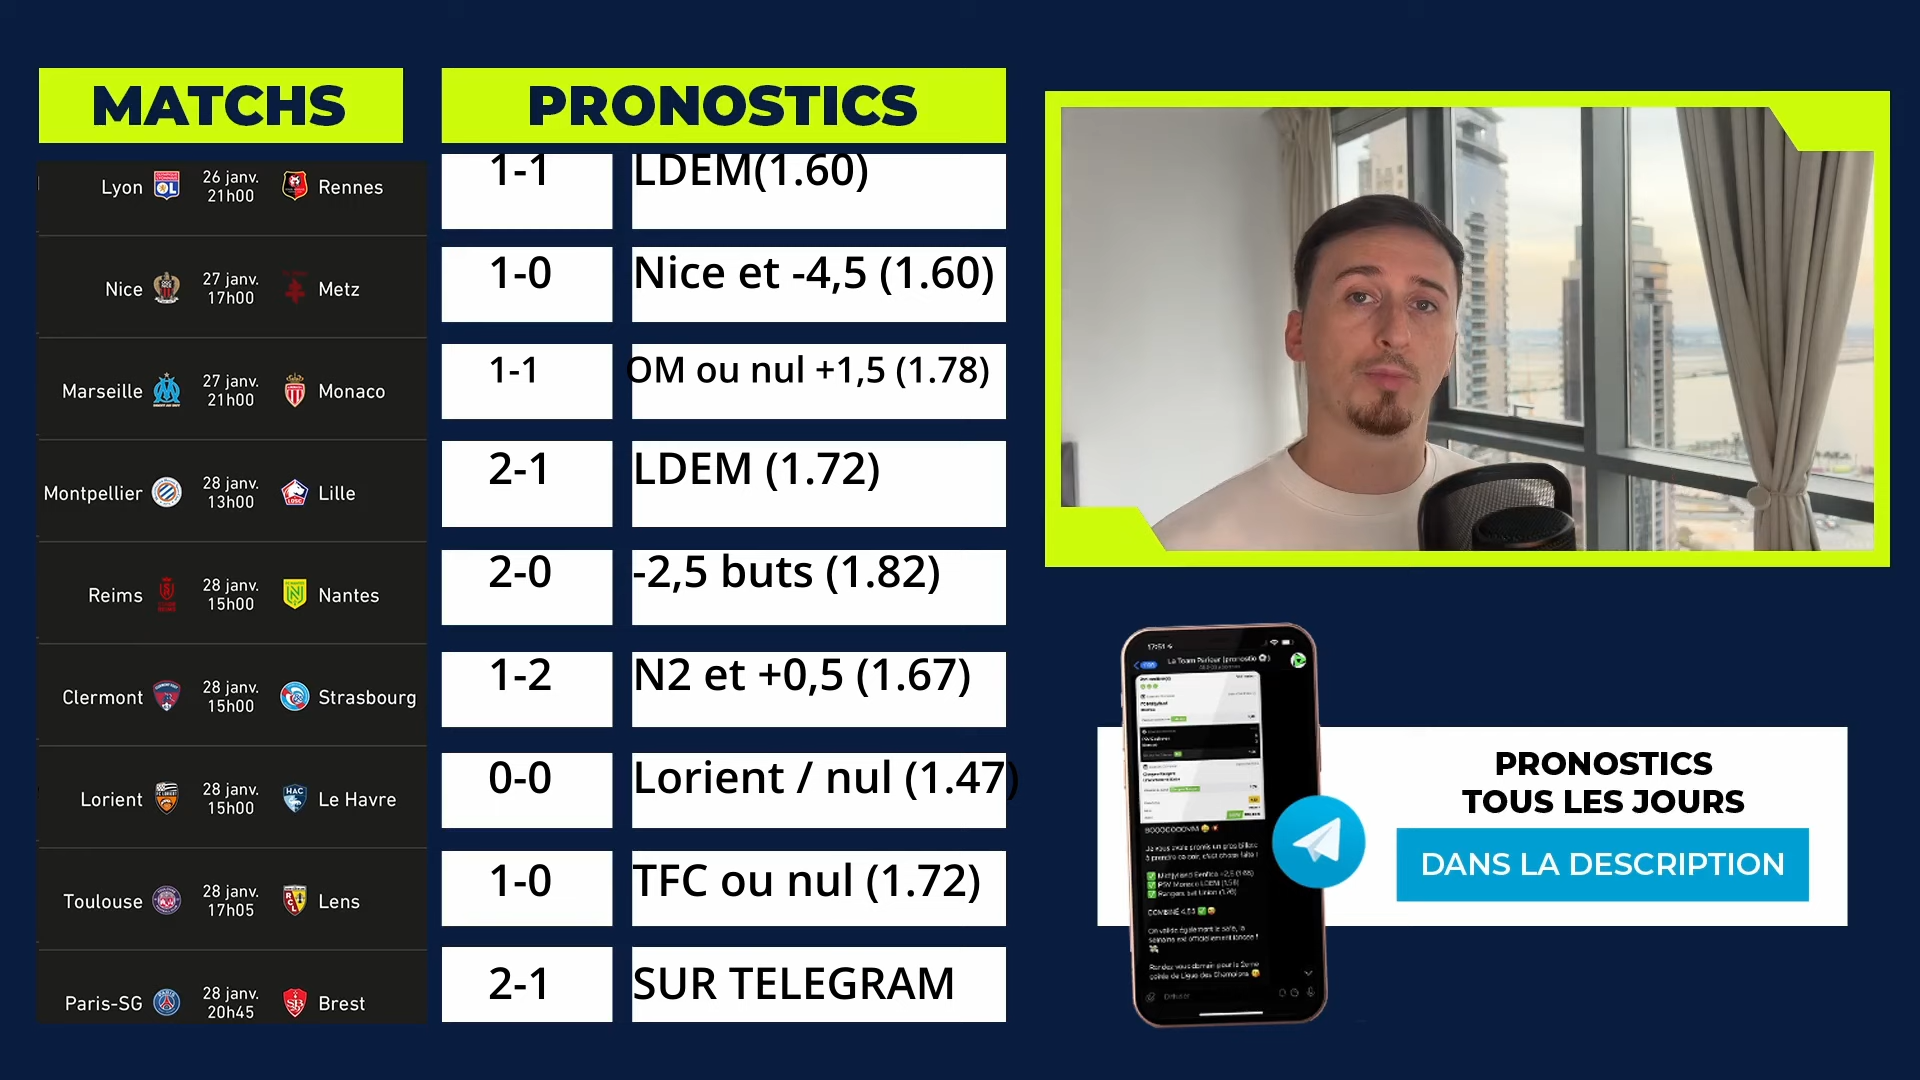 MATCHS
PRONOSTICS
Lyon 26 janv. 21h00 Rennes
1-1 LDEM(1.60)
Nice 27 janv. 17h00 Metz
1-0 Nice et -4,5 (1.60)
Marseille 27 janv. 21h00 Monaco
1-1 OM ou nul +1,5 (1.78)
Montpellier 28 janv. 13h00 Lille
2-1 LDEM (1.72)
Reims 28 janv. 15h00 Nantes
2-0 -2,5 buts (1.82)
Clermont 28 janv. 15h00 Strasbourg
1-2 N2 et +0,5 (1.67)
Lorient 28 janv. 15h00 Le Havre
0-0 Lorient / nul (1.47)
Toulouse 28 janv. 17h05 Lens
1-0 TFC ou nul (1.72)
Paris-SG 28 janv. 20h45 Brest
2-1 SUR TELEGRAM
17:51
COMBINÉ 4.53
PRONOSTICS
TOUS LES JOURS
DANS LA DESCRIPTION